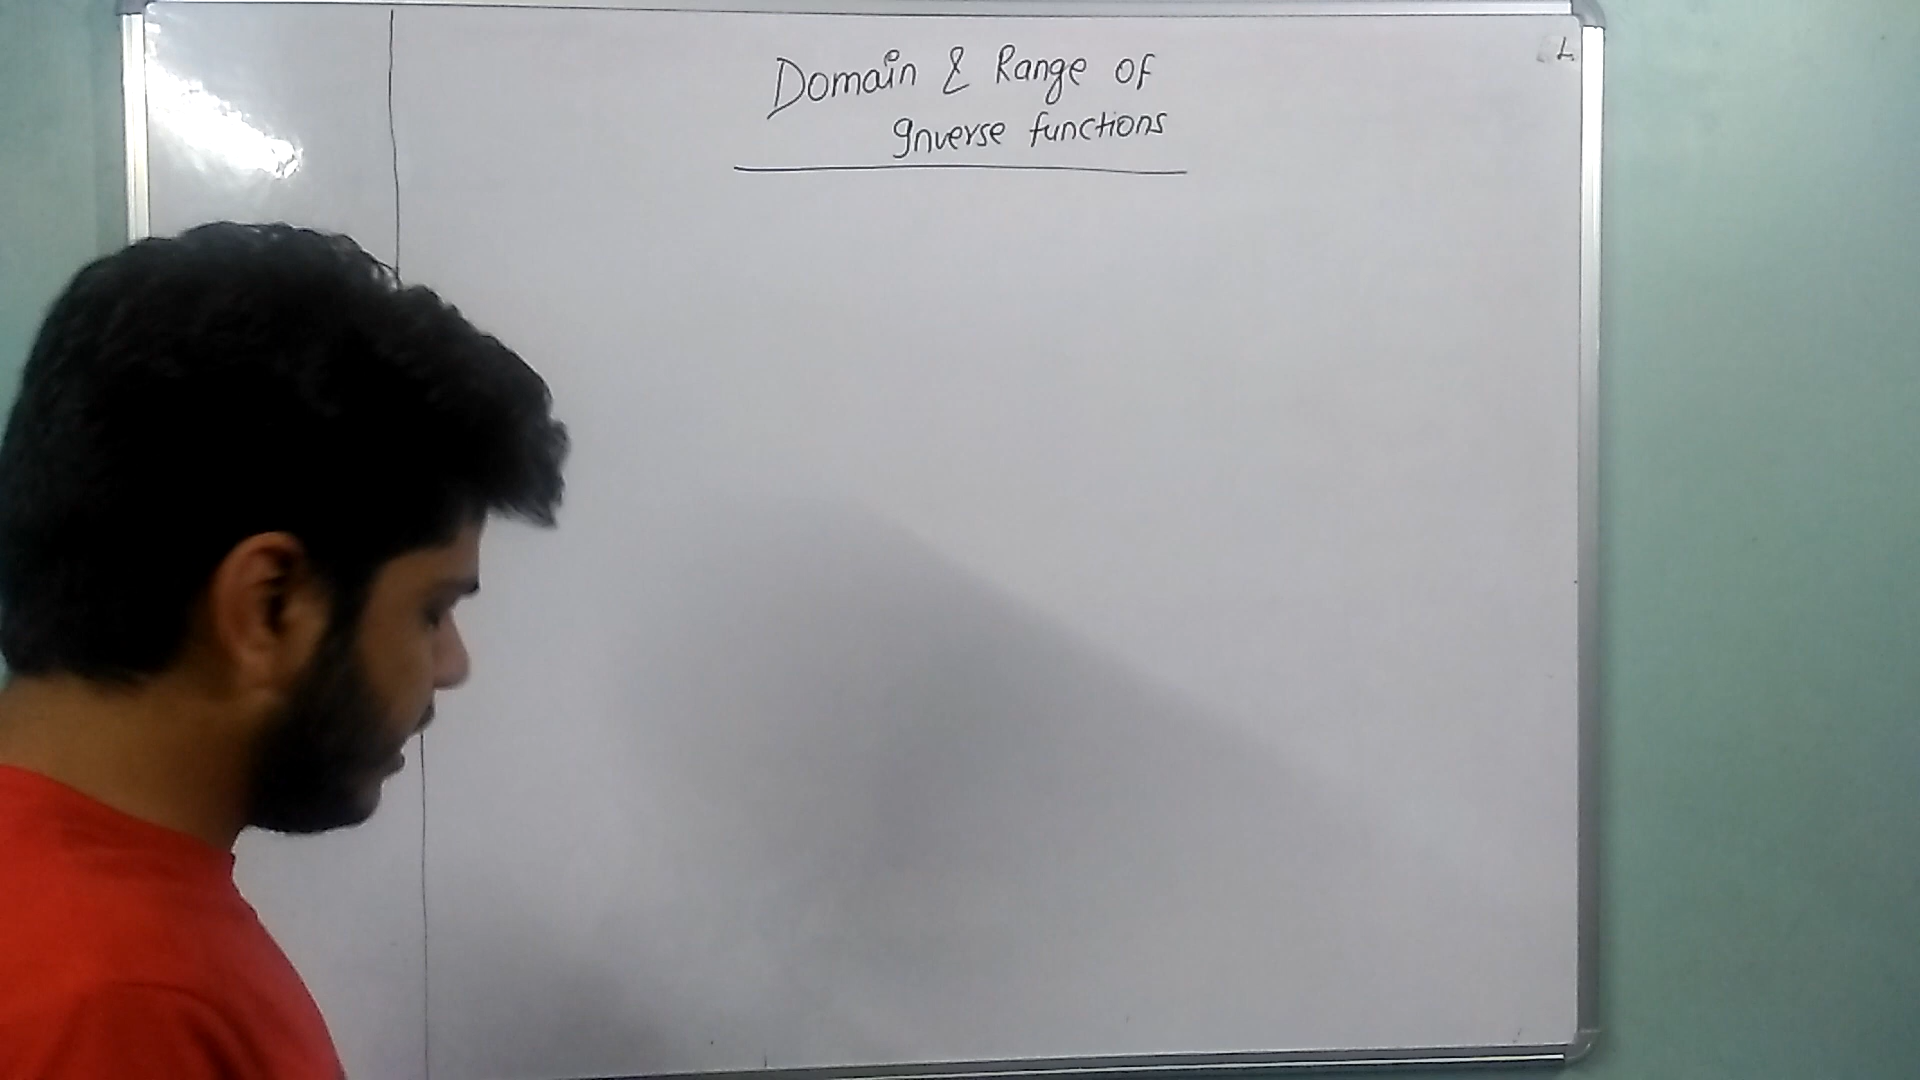 Domain & Range of
Inverse functions